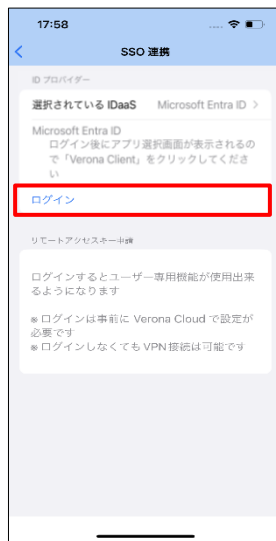 17:58
SSO 連携
ID プロバイダー
選択されている IDaaS Microsoft Entra ID
Microsoft Entra ID
ログイン後にアプリ選択画面が表示されるの
で「Verona Client」をクリックしてくださ
い
ログイン
リモートアクセスキー申請
ログインするとユーザー専用機能が使用出来
るようになります
※ ログインは事前に Verona Cloud で設定が
必要です
※ ログインしなくても VPN 接続は可能です